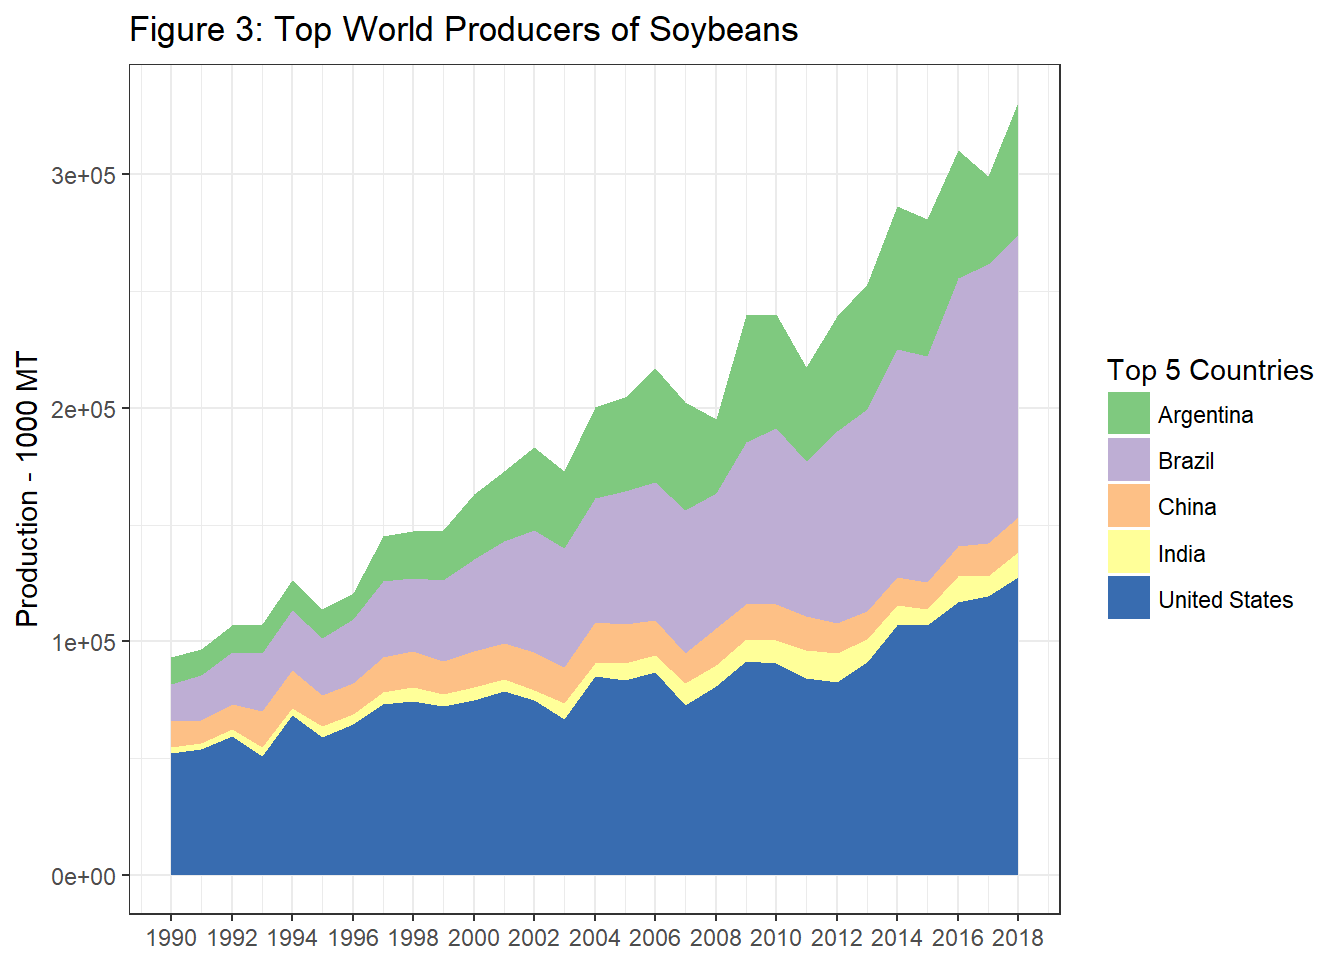 Figure 3: Top World Producers of Soybeans
Production - 1000 MT
3e+05
2e+05
1e+05
0e+00
1990 1992 1994 1996 1998 2000 2002 2004 2006 2008 2010 2012 2014 2016 2018
Top 5 Countries
Argentina
Brazil
China
India
United States